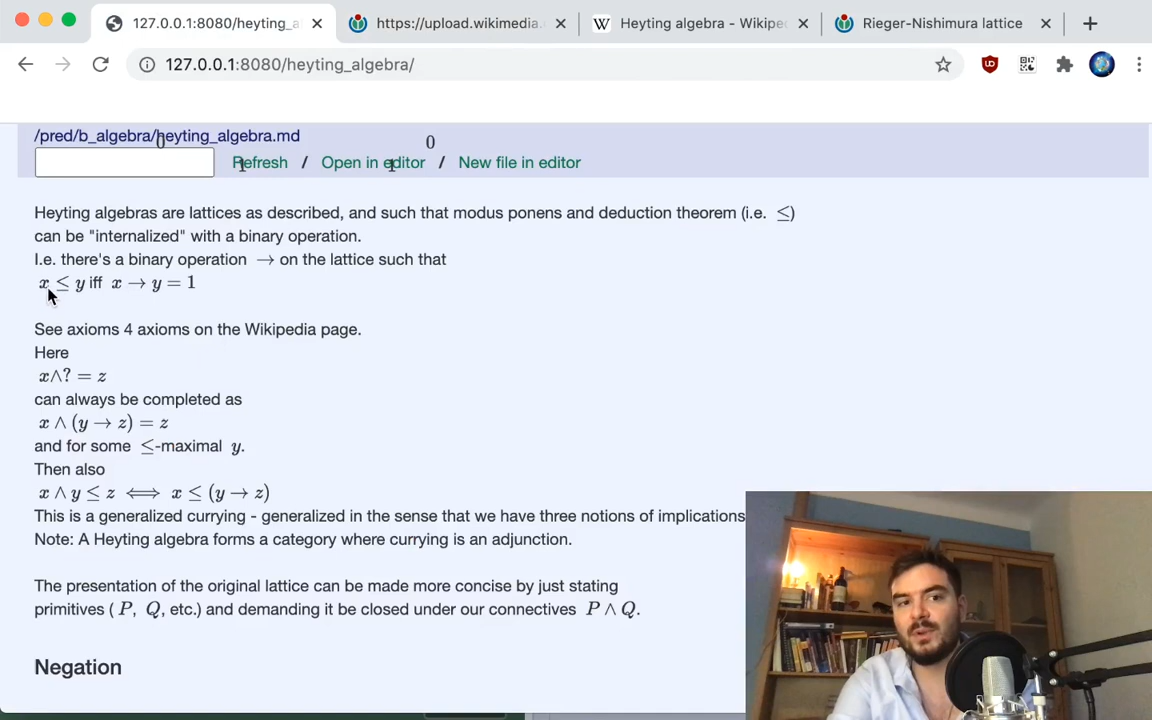 127.0.0.1:8080/heyting_a
https://upload.wikimedia.
Heyting algebra - Wikipe
Rieger-Nishimura lattice
127.0.0.1:8080/heyting_algebra/
/pred/b_algebra/heyting_algebra.md
0
0
Refresh / Open in editor / New file in editor
1
1
Heyting algebras are lattices as described, and such that modus ponens and deduction theorem (i.e. ≤)
can be "internalized" with a binary operation.
I.e. there's a binary operation → on the lattice such that
x ≤ y iff x → y = 1
See axioms 4 axioms on the Wikipedia page.
Here
x∧? = z
can always be completed as
x ∧ (y → z) = z
and for some ≤-maximal y.
Then also
x ∧ y ≤ z ⟺ x ≤ (y → z)
This is a generalized currying - generalized in the sense that we have three notions of implications
Note: A Heyting algebra forms a category where currying is an adjunction.
The presentation of the original lattice can be made more concise by just stating
primitives ( P, Q, etc.) and demanding it be closed under our connectives P ∧ Q.
Negation